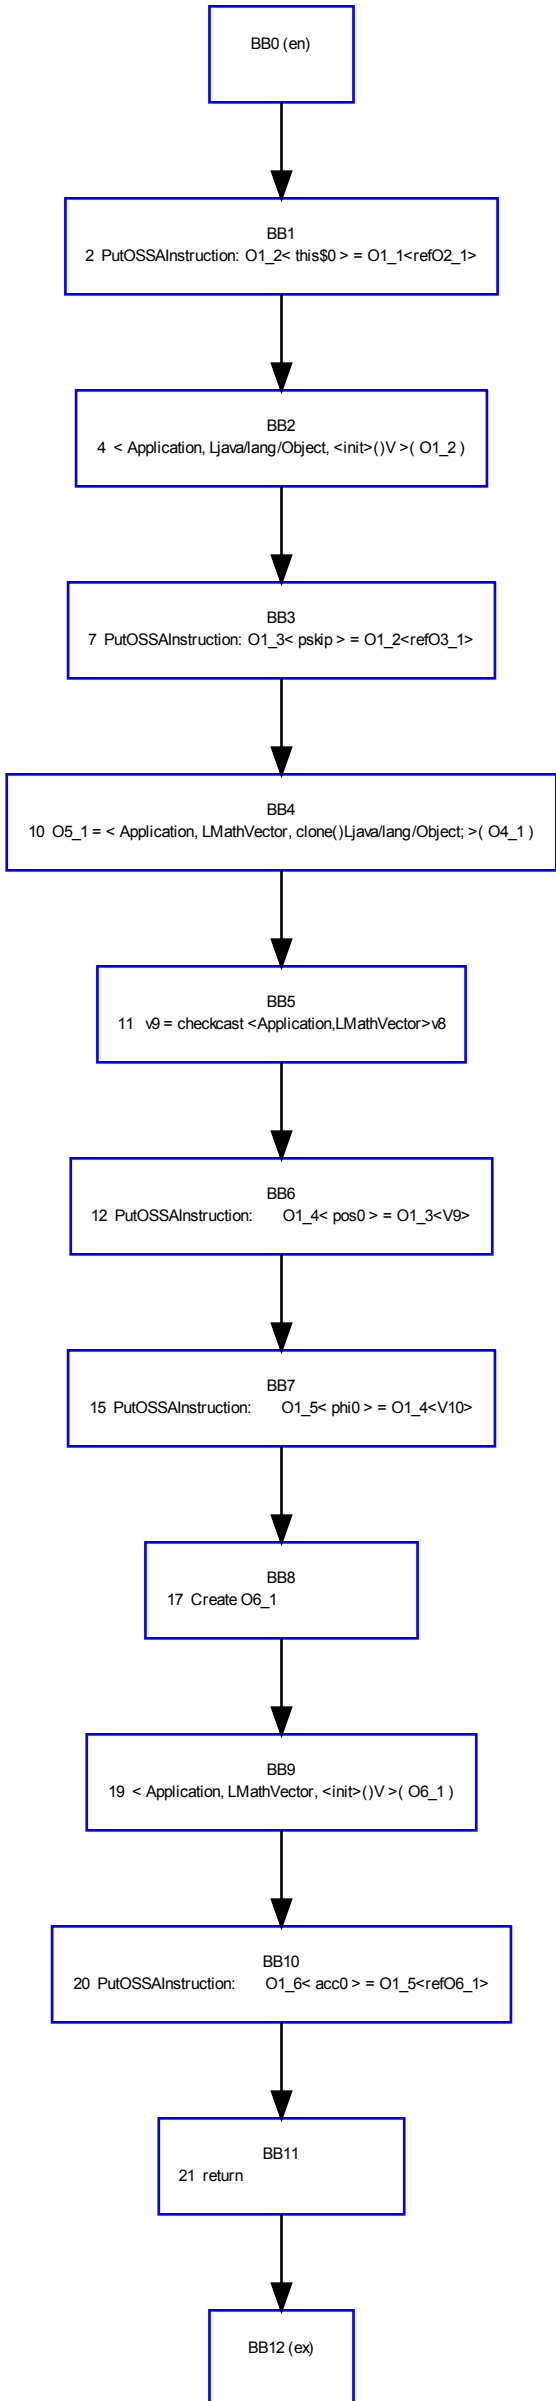 BB0 (en)
BB1
2 PutOSSAInstruction: O1_2< this$0 > = O1_1<refO2_1>
BB2
4 < Application, Ljava/lang/Object, <init>()V >( O1_2 )
BB3
7 PutOSSAInstruction: O1_3< pskip > = O1_2<refO3_1>
BB4
10 O5_1 = < Application, LMathVector, clone()Ljava/lang/Object; >( O4_1 )
BB5
11 v9 = checkcast <Application,LMathVector>v8
BB6
12 PutOSSAInstruction: O1_4< pos0 > = O1_3<V9>
BB7
15 PutOSSAInstruction: O1_5< phi0 > = O1_4<V10>
BB8
17 Create O6_1
BB9
19 < Application, LMathVector, <init>()V >( O6_1 )
BB10
20 PutOSSAInstruction: O1_6< acc0 > = O1_5<refO6_1>
BB11
21 return
BB12 (ex)